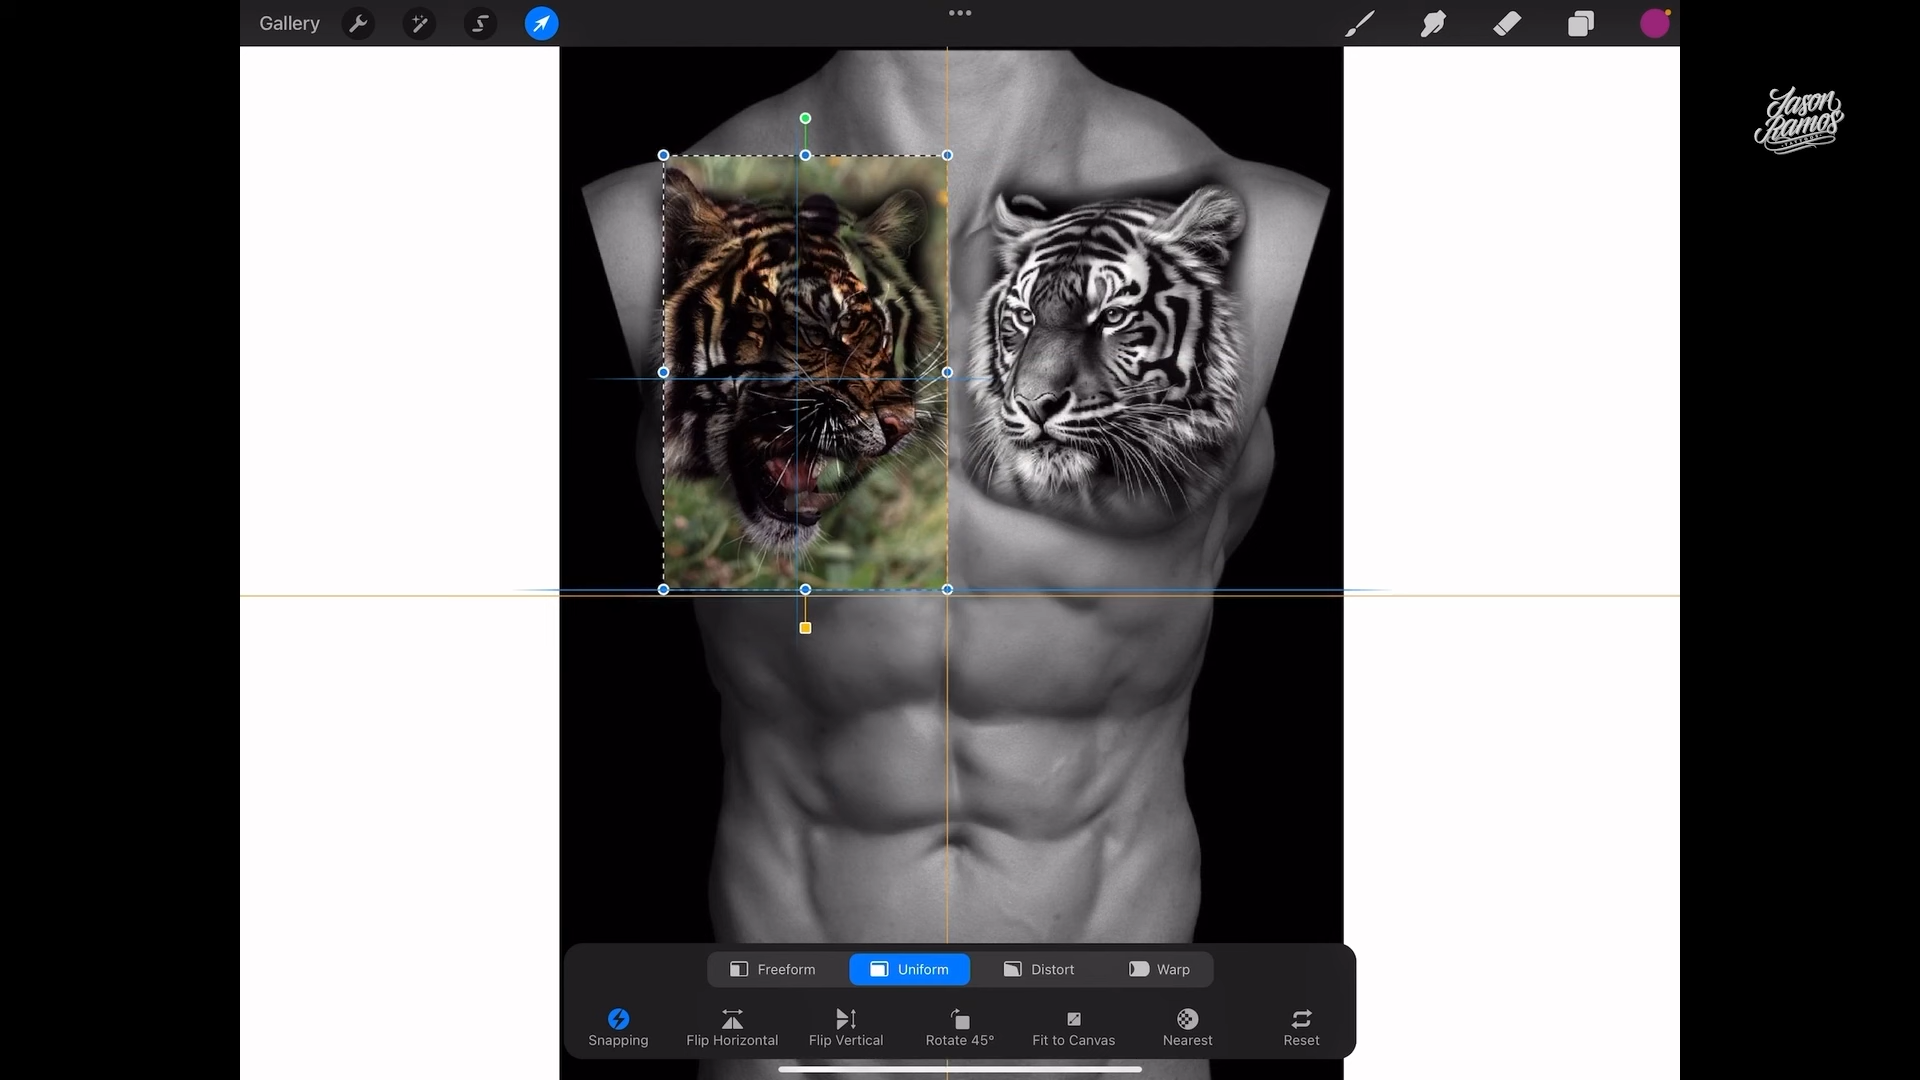 Gallery
Jason
Ramos
Freeform
Uniform
Distort
Warp
Snapping
Flip Horizontal
Flip Vertical
Rotate 45°
Fit to Canvas
Nearest
Reset